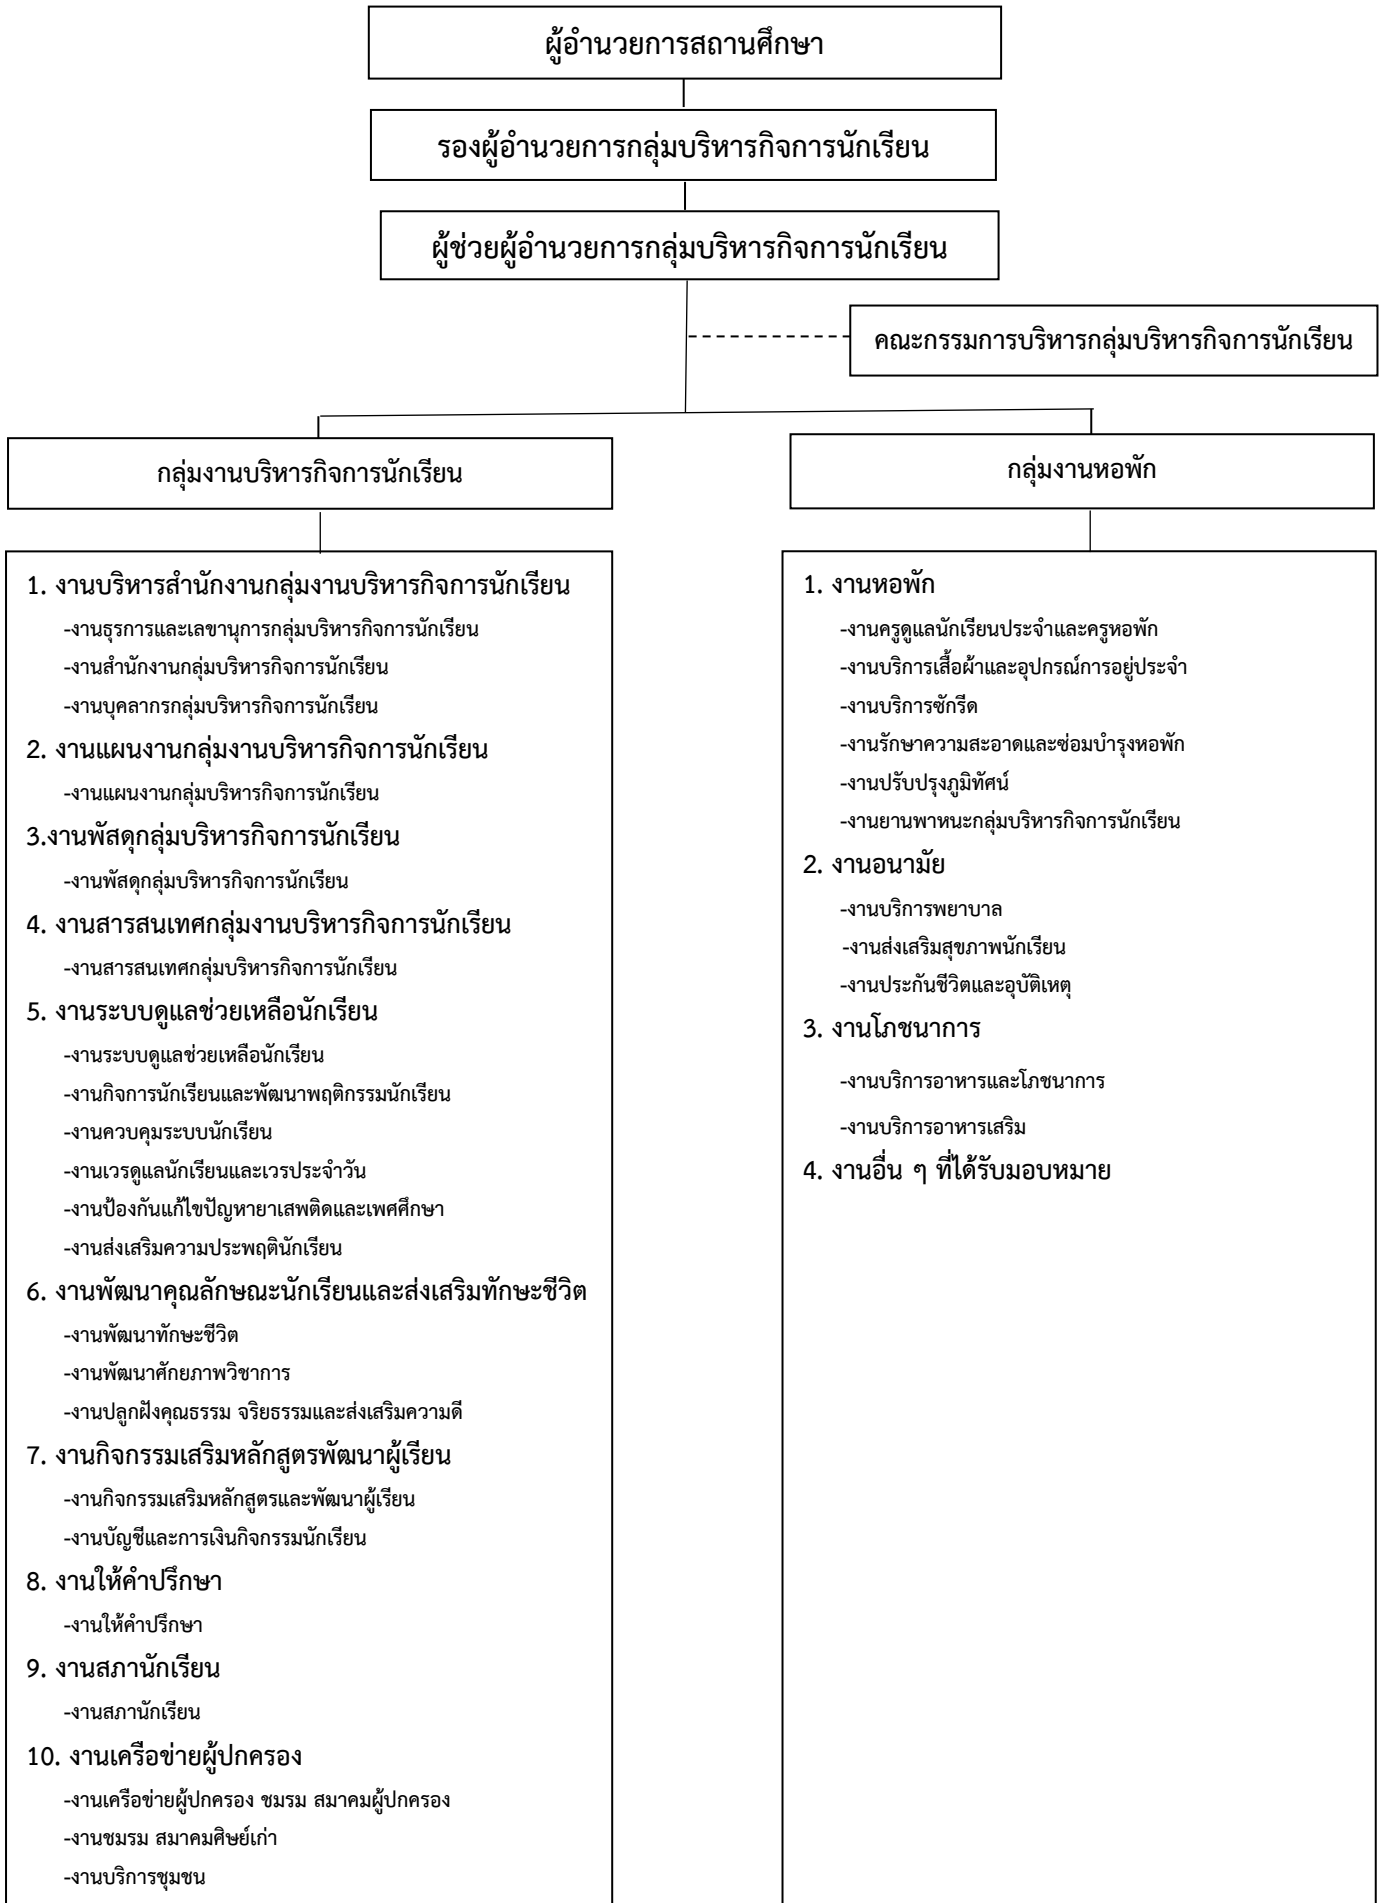 ผู้อำนวยการสถานศึกษา
รองผู้อำนวยการกลุ่มบริหารกิจการนักเรียน
ผู้ช่วยผู้อำนวยการกลุ่มบริหารกิจการนักเรียน
คณะกรรมการบริหารกลุ่มบริหารกิจการนักเรียน
กลุ่มงานบริหารกิจการนักเรียน
1. งานบริหารสำนักงานกลุ่มงานบริหารกิจการนักเรียน
-งานธุรการและเลขานุการกลุ่มบริหารกิจการนักเรียน
-งานสำนักงานกลุ่มบริหารกิจการนักเรียน
-งานบุคลากรกลุ่มบริหารกิจการนักเรียน
2. งานแผนงานกลุ่มงานบริหารกิจการนักเรียน
-งานแผนงานกลุ่มบริหารกิจการนักเรียน
3.งานพัสดุกลุ่มบริหารกิจการนักเรียน
-งานพัสดุกลุ่มบริหารกิจการนักเรียน
4. งานสารสนเทศกลุ่มงานบริหารกิจการนักเรียน
-งานสารสนเทศกลุ่มบริหารกิจการนักเรียน
5. งานระบบดูแลช่วยเหลือนักเรียน
-งานระบบดูแลช่วยเหลือนักเรียน
-งานกิจการนักเรียนและพัฒนาพฤติกรรมนักเรียน
-งานควบคุมระบบนักเรียน
-งานเวรดูแลนักเรียนและเวรประจำวัน
-งานป้องกันแก้ไขปัญหายาเสพติดและเพศศึกษา
-งานส่งเสริมความประพฤตินักเรียน
6. งานพัฒนาคุณลักษณะนักเรียนและส่งเสริมทักษะชีวิต
-งานพัฒนาทักษะชีวิต
-งานพัฒนาศักยภาพวิชาการ
-งานปลูกฝังคุณธรรม จริยธรรมและส่งเสริมความดี
7. งานกิจกรรมเสริมหลักสูตรพัฒนาผู้เรียน
-งานกิจกรรมเสริมหลักสูตรและพัฒนาผู้เรียน
-งานบัญชีและการเงินกิจกรรมนักเรียน
8. งานให้คำปรึกษา
-งานให้คำปรึกษา
9. งานสภานักเรียน
-งานสภานักเรียน
10. งานเครือข่ายผู้ปกครอง
-งานเครือข่ายผู้ปกครอง ชมรม สมาคมผู้ปกครอง
-งานชมรม สมาคมศิษย์เก่า
-งานบริการชุมชน
กลุ่มงานหอพัก
1. งานหอพัก
-งานครูดูแลนักเรียนประจำและครูหอพัก
-งานบริการเสื้อผ้าและอุปกรณ์การอยู่ประจำ
-งานบริการซักรีด
-งานรักษาความสะอาดและซ่อมบำรุงหอพัก
-งานปรับปรุงภูมิทัศน์
-งานยานพาหนะกลุ่มบริหารกิจการนักเรียน
2. งานอนามัย
-งานบริการพยาบาล
-งานส่งเสริมสุขภาพนักเรียน
-งานประกันชีวิตและอุบัติเหตุ
3. งานโภชนาการ
-งานบริการอาหารและโภชนาการ
-งานบริการอาหารเสริม
4. งานอื่น ๆ ที่ได้รับมอบหมาย